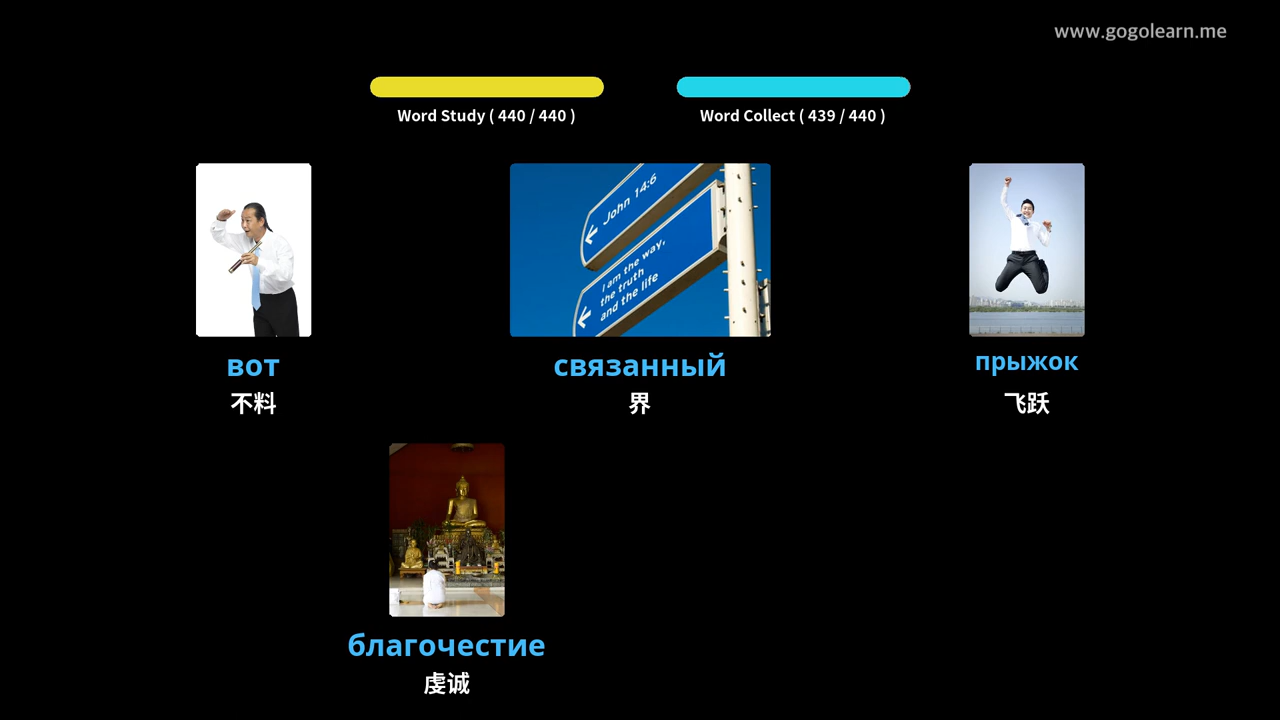 www.gogolearn.me
Word Study ( 440 / 440 )
Word Collect ( 439 / 440 )
John 14:6
I am the way,
the truth
and the life
вот
связанный
прыжок
不料
界
飞跃
благочестие
虔诚